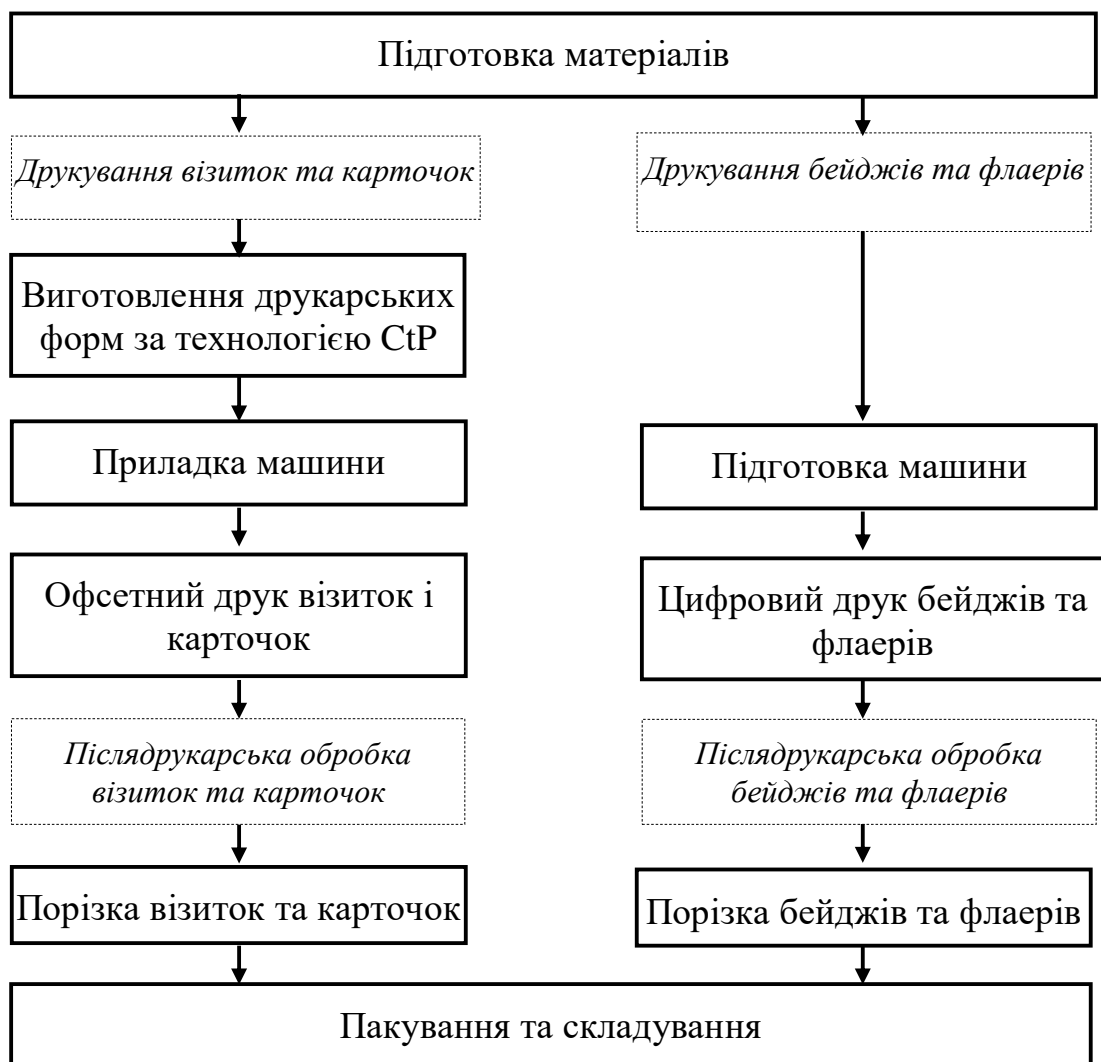 Підготовка матеріалів
Друкування візиток та карточок
Друкування бейджів та флаерів
Виготовлення друкарських
форм за технологією CtP
Приладка машини
Підготовка машини
Офсетний друк візиток і
карточок
Цифровий друк бейджів та
флаерів
Післядрукарська обробка
візиток та карточок
Післядрукарська обробка
бейджів та флаерів
Порізка візиток та карточок
Порізка бейджів та флаерів
Пакування та складування